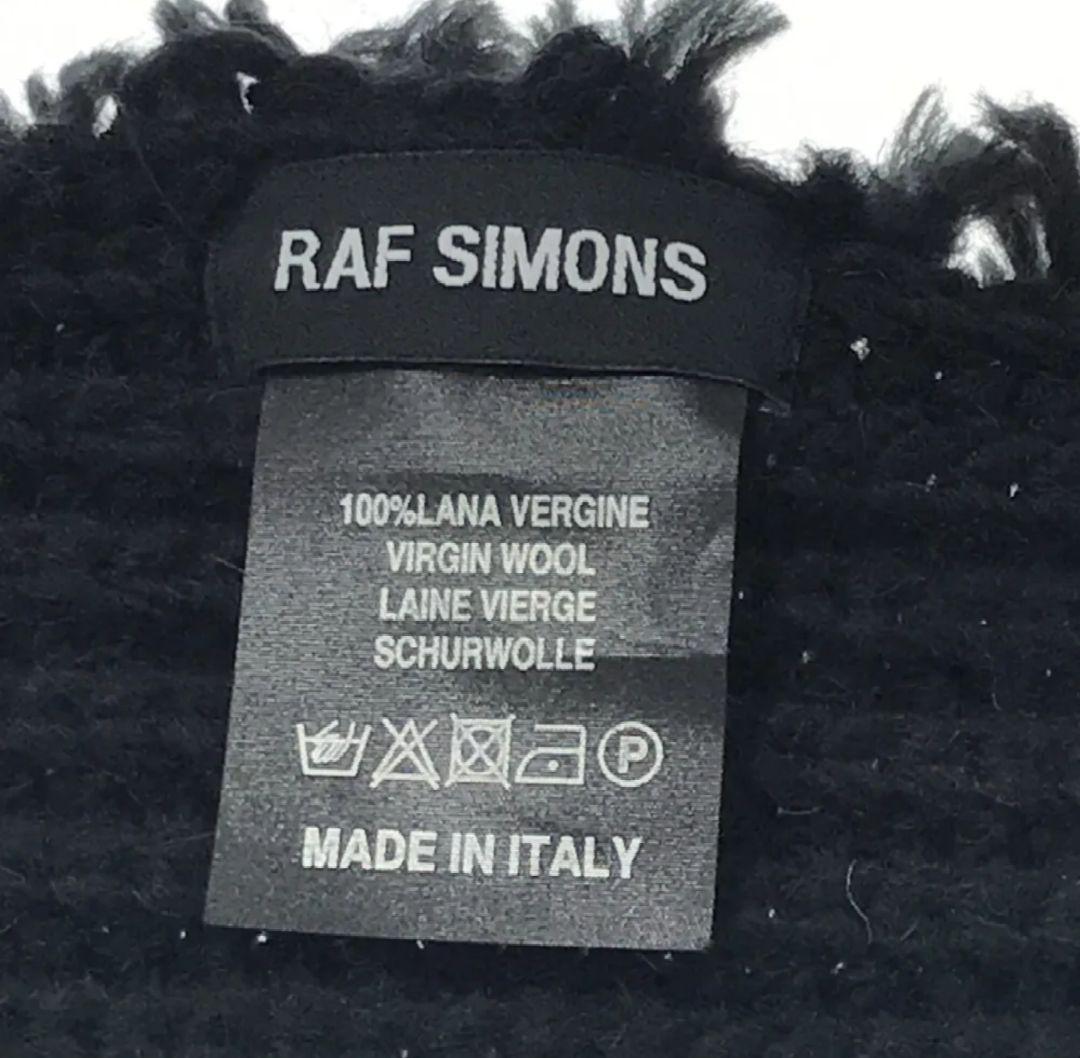 RAF SIMONS
100%LANA VERGINE
VIRGIN WOOL
LAINE VIERGE
SCHURWOLLE
P
MADE IN ITALY